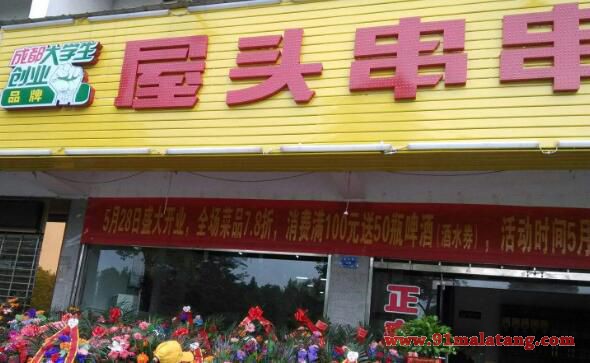 成都大学生
创业
品牌
屋头串串
5月28日盛大开业，全场菜品7.8折，消费满100元送50瓶啤酒（酒水券），活动时间5月
正
www.91malatang.com